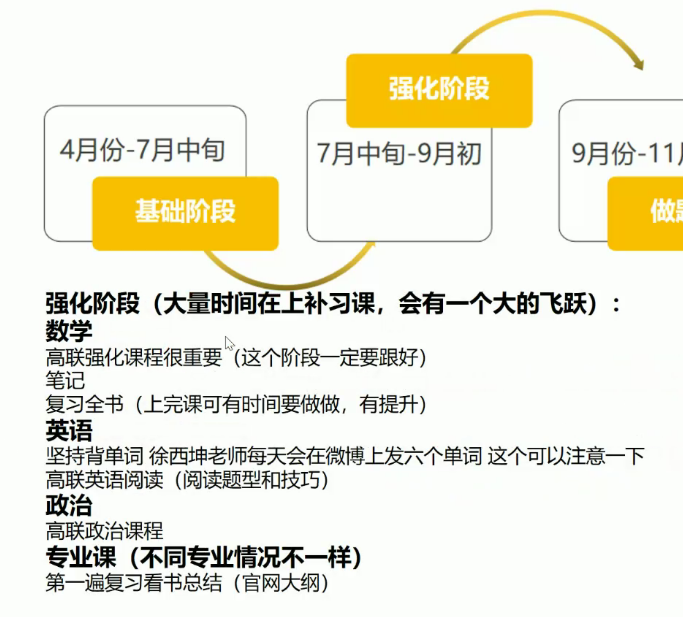 强化阶段
4月份-7月中旬
7月中旬-9月初
9月份-11
基础阶段
做
强化阶段（大量时间在上补习课，会有一个大的飞跃）：
数学
高联强化课程很重要（这个阶段一定要跟好）
笔记
复习全书（上完课可有时间要做做，有提升）
英语
坚持背单词 徐西坤老师每天会在微博上发六个单词 这个可以注意一下
高联英语阅读（阅读题型和技巧）
政治
高联政治课程
专业课（不同专业情况不一样）
第一遍复习看书总结（官网大纲）